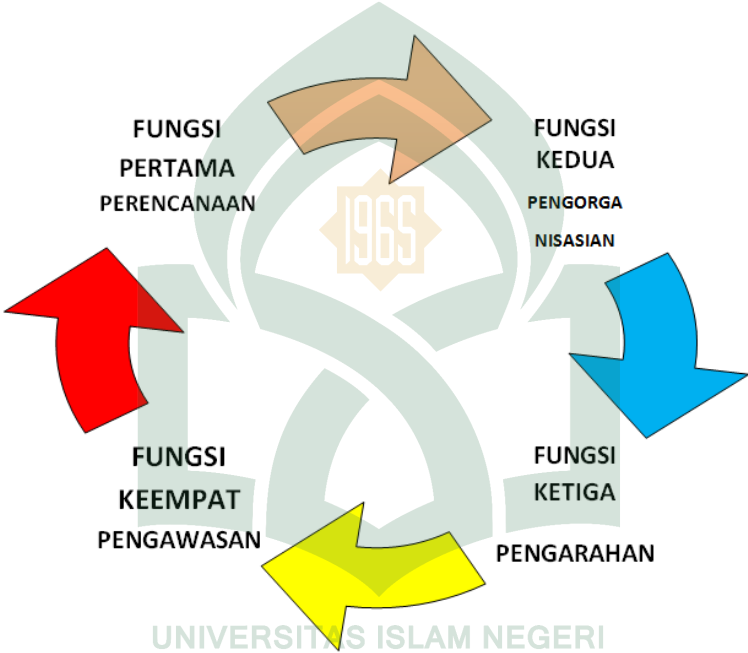 FUNGSI
PERTAMA
PERENCANAAN
FUNGSI
KEDUA
PENGORGA
NISASIAN
1965
FUNGSI
KETIGA
PENGARAHAN
FUNGSI
KEEMPAT
PENGAWASAN
UNIVERSITAS ISLAM NEGERI